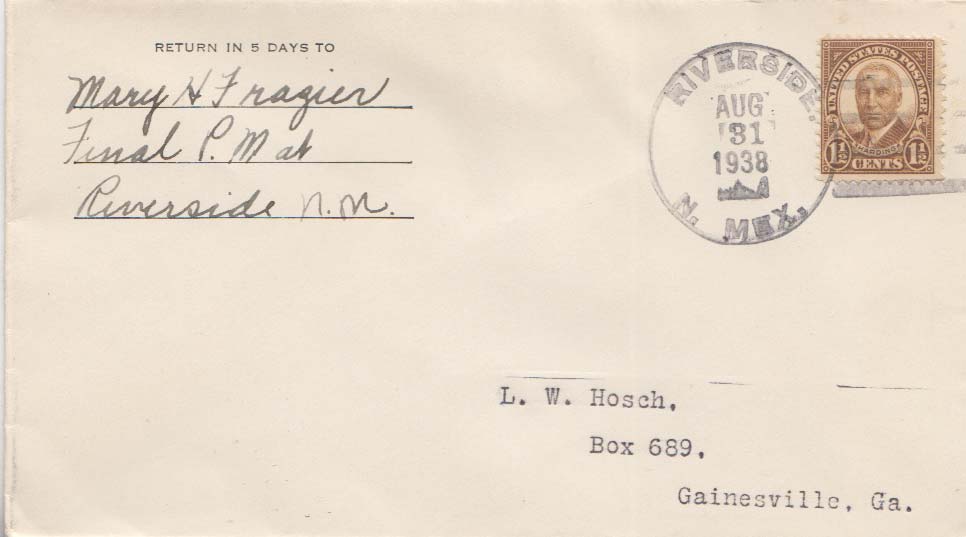 RETURN IN 5 DAYS TO
Mary H Frazier
Final P. M at
Riverside N.M.
RIVERSIDE.
AUG
31
1938
N. MEX.
UNITED STATES POSTAGE
HARDING
1½ CENTS 1½
L. W. Hosch,
Box 689,
Gainesville, Ga.